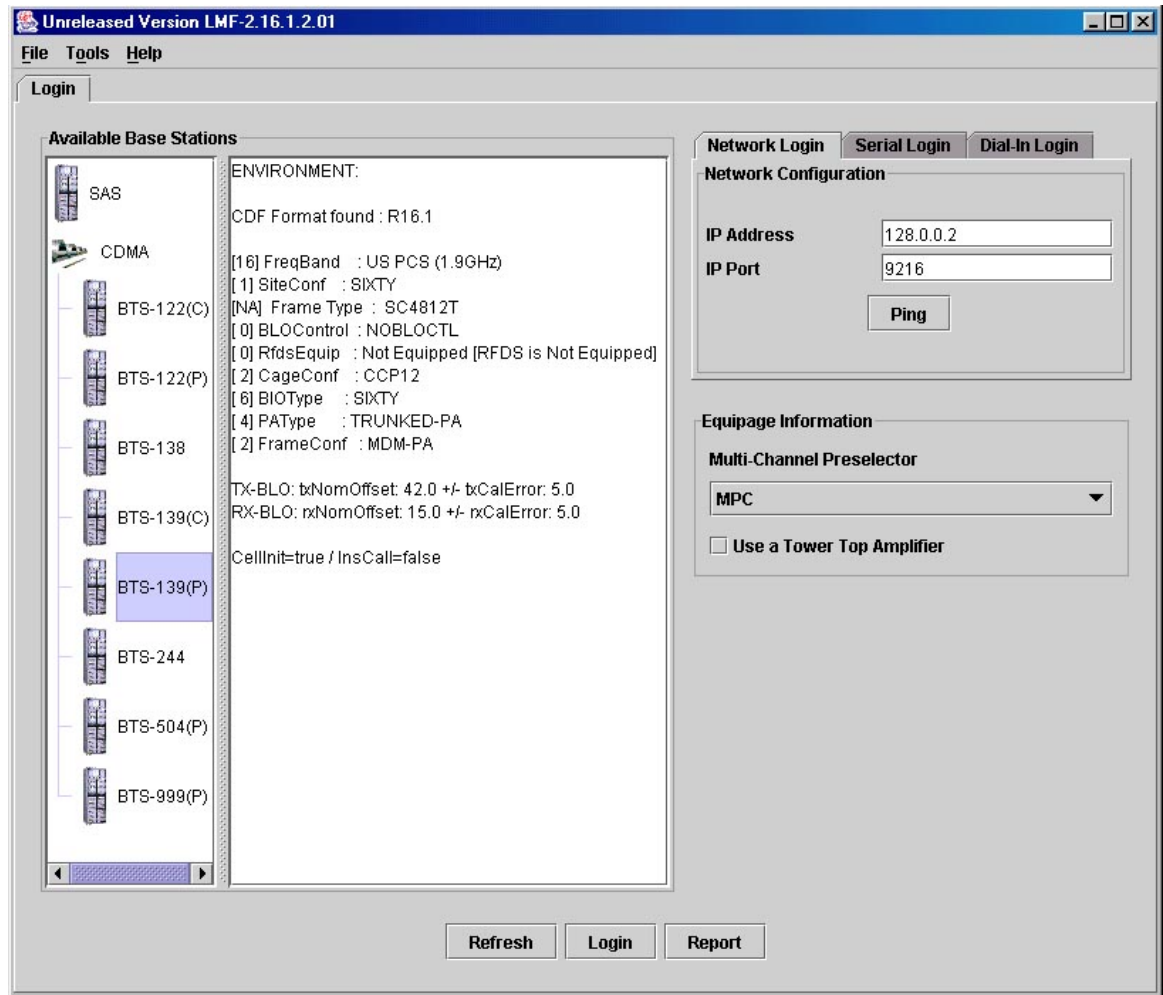 Unreleased Version LMF-2.16.1.2.01
File Tools Help
Login
Available Base Stations
SAS
CDMA
BTS-122(C)
BTS-122(P)
BTS-138
BTS-139(C)
BTS-139(P)
BTS-244
BTS-504(P)
BTS-999(P)
ENVIRONMENT:
CDF Format found : R16.1
[16] FreqBand : US PCS (1.9GHz)
[ 1] SiteConf : SIXTY
[NA] Frame Type : SC4812T
[ 0] BLOControl : NOBLOCTL
[ 0] RfdsEquip : Not Equipped [RFDS is Not Equipped]
[ 2] CageConf : CCP12
[ 6] BIOType : SIXTY
[ 4] PAType : TRUNKED-PA
[ 2] FrameConf : MDM-PA
TX-BLO: txNomOffset: 42.0 +/- txCalError: 5.0
RX-BLO: rxNomOffset: 15.0 +/- rxCalError: 5.0
CellInit=true / InsCall=false
Network Login Serial Login Dial-In Login
Network Configuration
IP Address 128.0.0.2
IP Port 9216
Ping
Equipage Information
Multi-Channel Preselector
MPC
Use a Tower Top Amplifier
Refresh Login Report